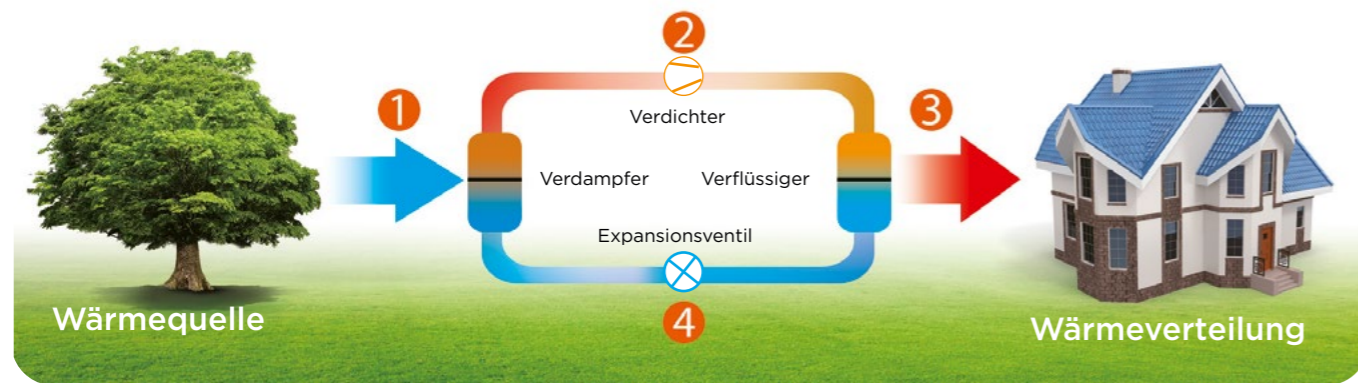 2
Verdichter
1
3
Verdampfer
Verflüssiger
Expansionsventil
4
Wärmequelle
Wärmeverteilung